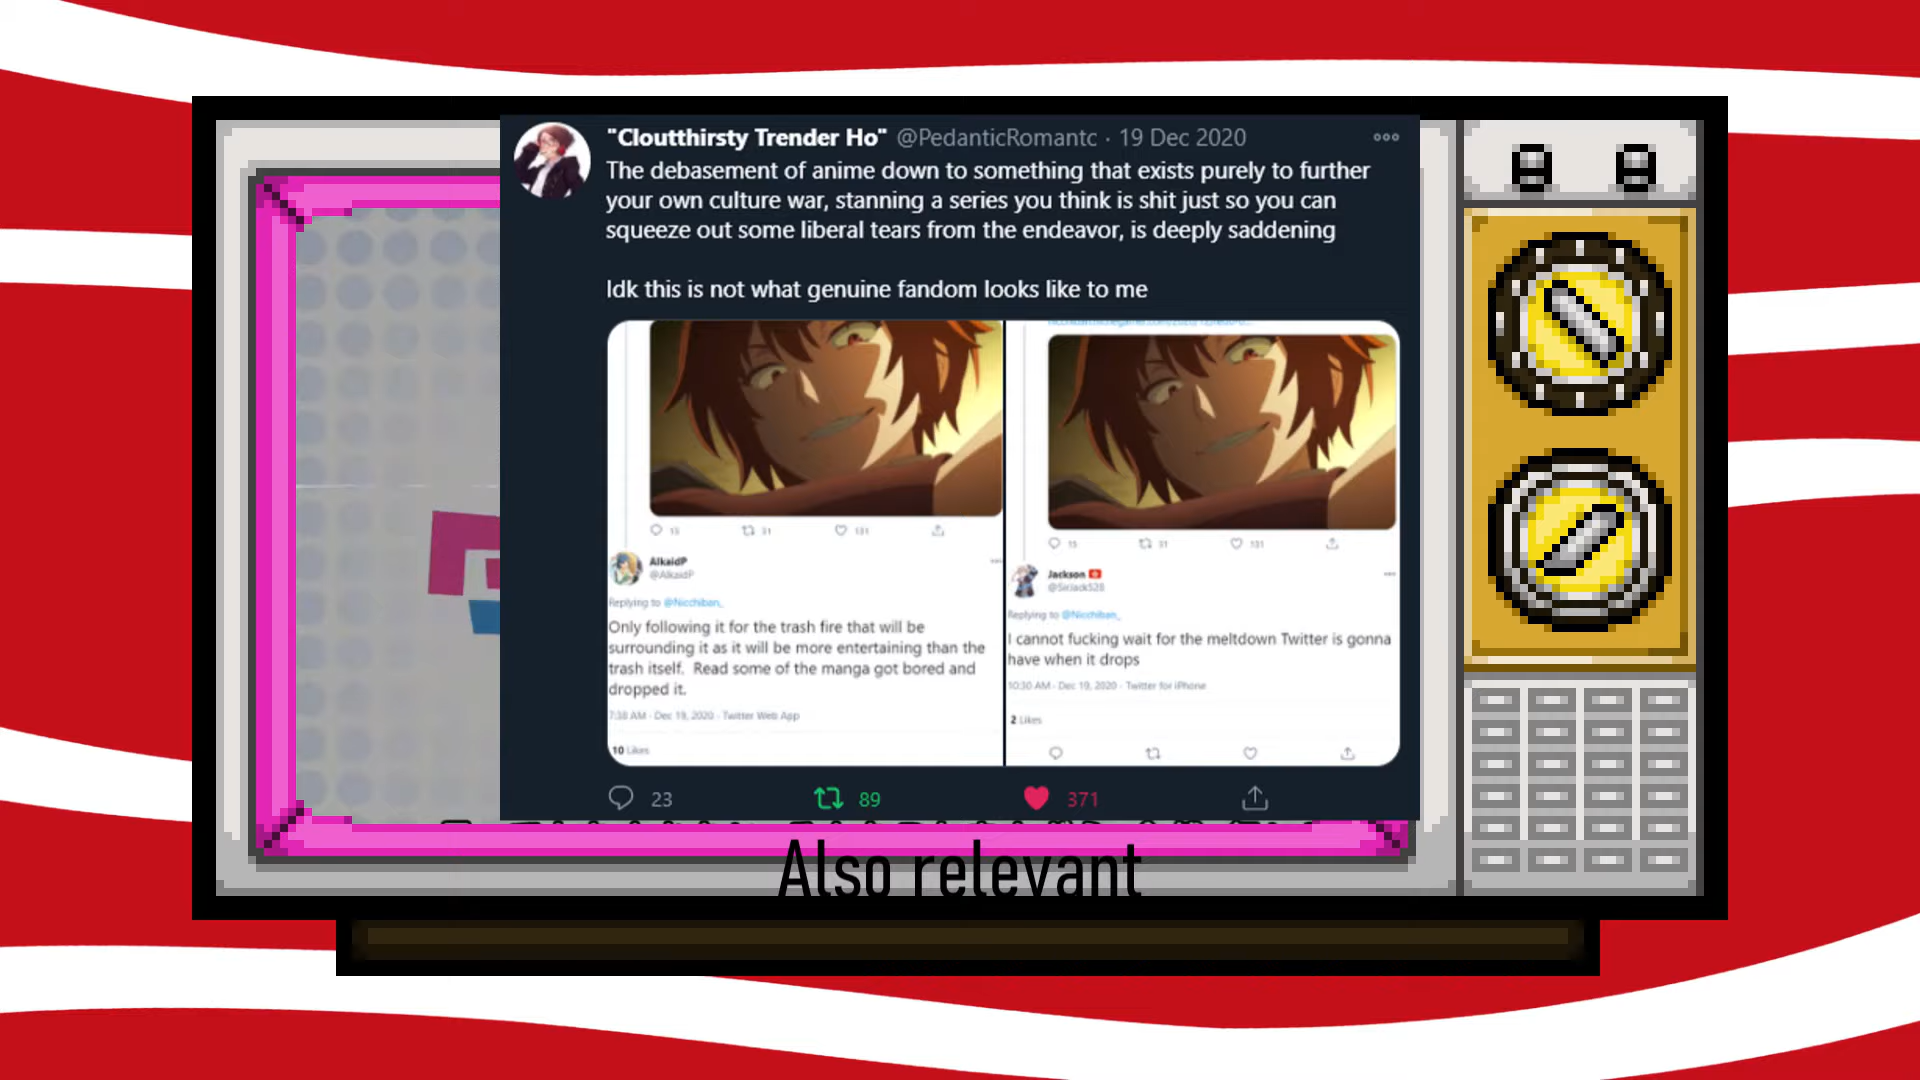 "Cloutthirsty Trender Ho" @PedanticRomantc · 19 Dec 2020
The debasement of anime down to something that exists purely to further
your own culture war, stanning a series you think is shit just so you can
squeeze out some liberal tears from the endeavor, is deeply saddening
Idk this is not what genuine fandom looks like to me
15 31 131
AlkaidP
@AlkaidP
Replying to @Nicchiban_
Only following it for the trash fire that will be
surrounding it as it will be more entertaining than the
trash itself. Read some of the manga got bored and
dropped it.
7:38 AM · Dec 19, 2020 · Twitter Web App
10 Likes
15 31 131
Jackson
@SirJack528
Replying to @Nicchiban_
I cannot fucking wait for the meltdown Twitter is gonna
have when it drops
10:30 AM · Dec 19, 2020 · Twitter for iPhone
2 Likes
23 89 371
Also relevant